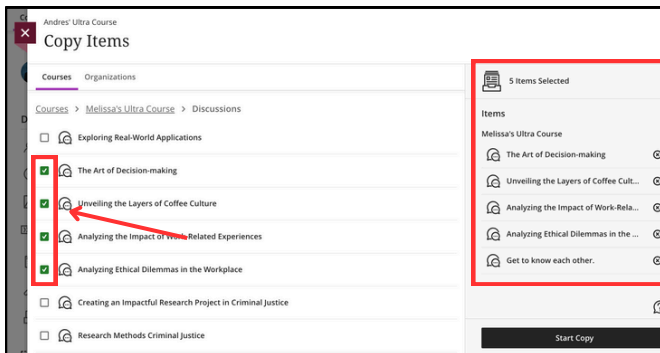 Andres' Ultra Course
Copy Items
Courses Organizations
Courses > Melissa's Ultra Course > Discussions
Exploring Real-World Applications
The Art of Decision-making
Unveiling the Layers of Coffee Culture
Analyzing the Impact of Work-Related Experiences
Analyzing Ethical Dilemmas in the Workplace
Creating an Impactful Research Project in Criminal Justice
Research Methods Criminal Justice
5 Items Selected
Items
Melissa's Ultra Course
The Art of Decision-making
Unveiling the Layers of Coffee Cult...
Analyzing the Impact of Work-Rela...
Analyzing Ethical Dilemmas in the ...
Get to know each other.
Start Copy